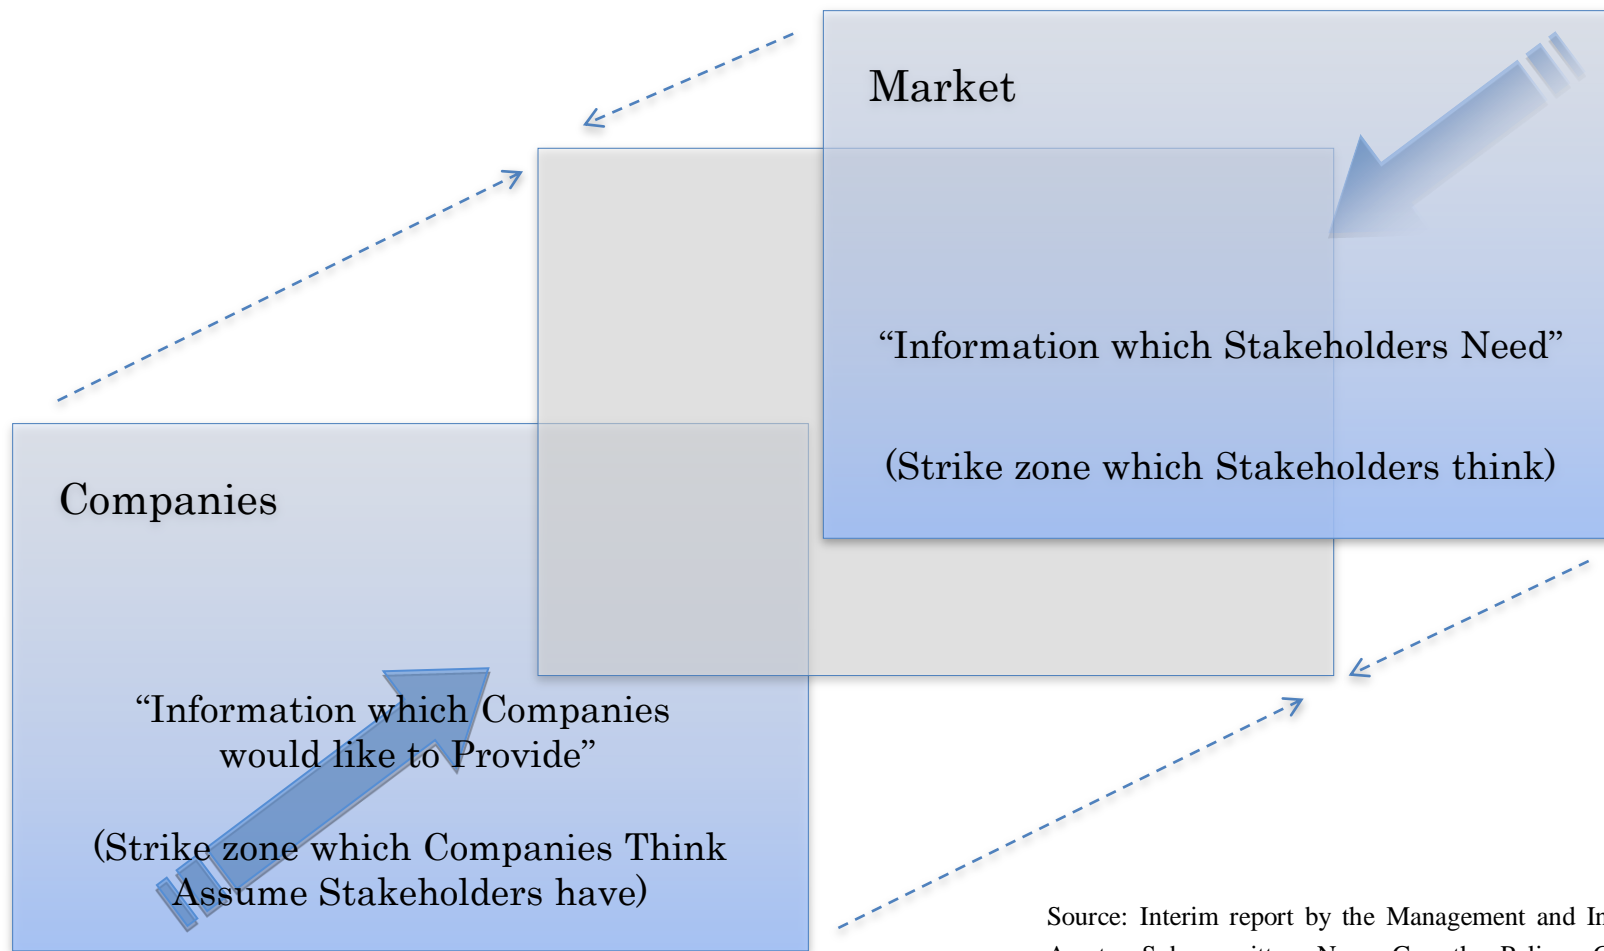 Market
“Information which Stakeholders Need”
(Strike zone which Stakeholders think)
Companies
“Information which Companies
would like to Provide”
(Strike zone which Companies Think
Assume Stakeholders have)
Source: Interim report by the Management and